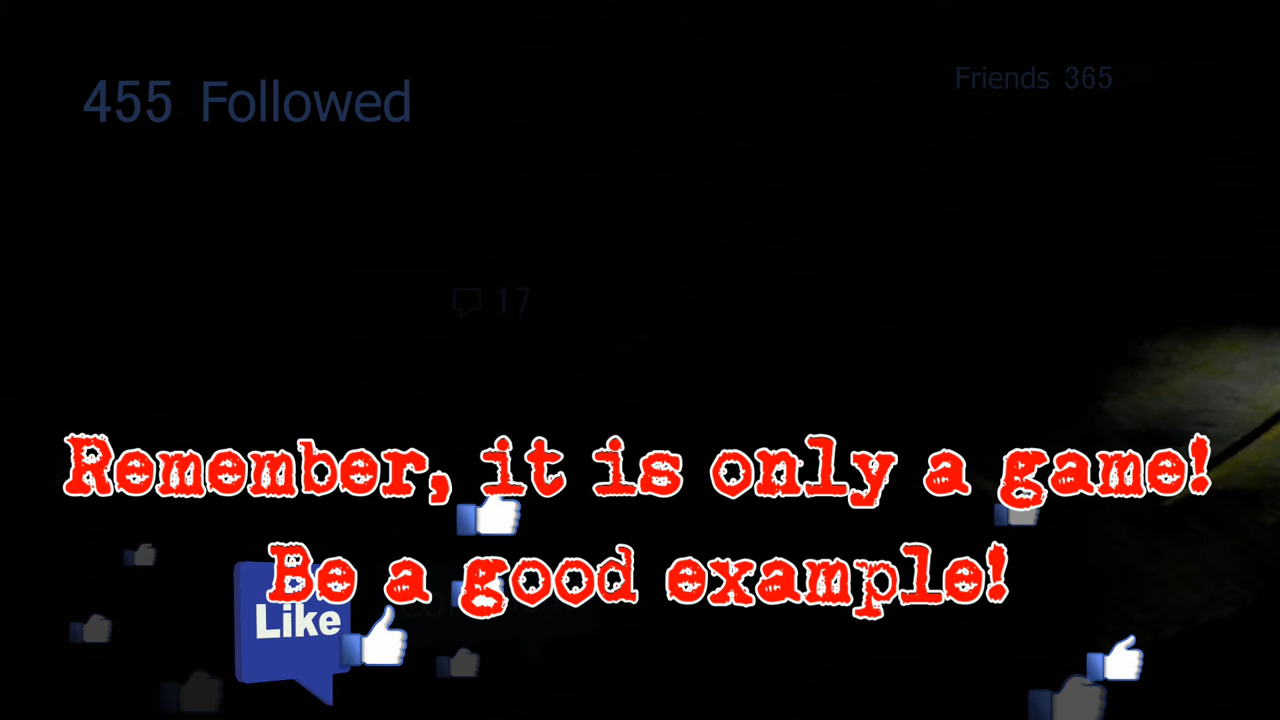 455 Followed
Friends 365
17
Remember, it is only a game!
Be a good example!
Like